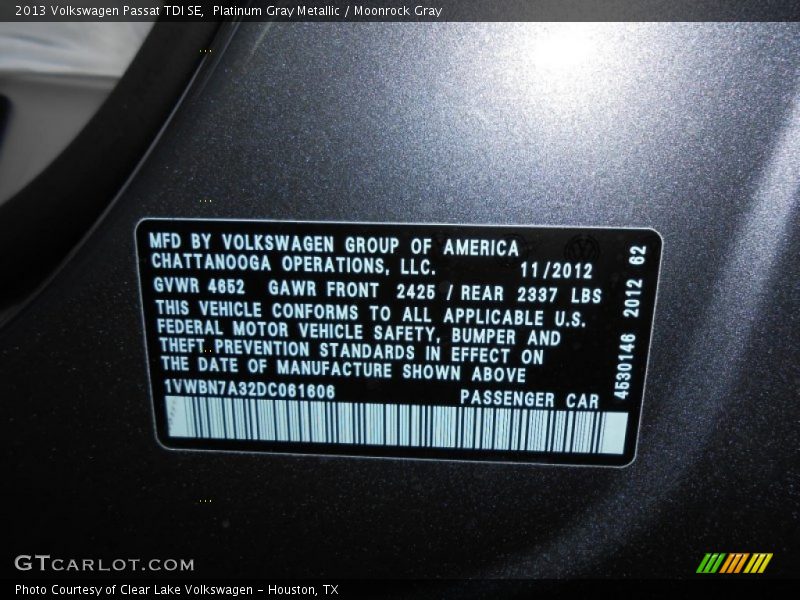 2013 Volkswagen Passat TDI SE,  Platinum Gray Metallic / Moonrock Gray
MFD BY VOLKSWAGEN GROUP OF AMERICA
CHATTANOOGA OPERATIONS, LLC. 11/2012
GVWR 4652 GAWR FRONT 2425 / REAR 2337 LBS
THIS VEHICLE CONFORMS TO ALL APPLICABLE U.S.
FEDERAL MOTOR VEHICLE SAFETY, BUMPER AND
THEFT PREVENTION STANDARDS IN EFFECT ON
THE DATE OF MANUFACTURE SHOWN ABOVE
1VWBN7A32DC061606 PASSENGER CAR
4530146 2012 62
GTCARLOT.COM
Photo Courtesy of Clear Lake Volkswagen - Houston, TX